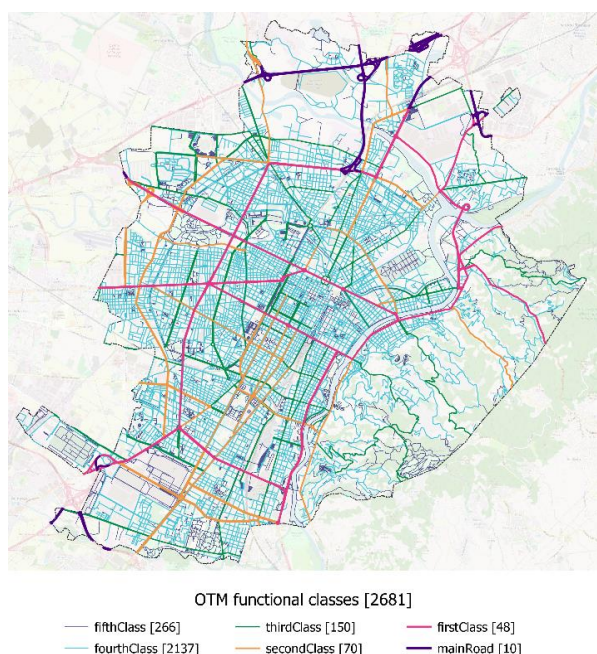 OTM functional classes [2681]
fifthClass [266] thirdClass [150] firstClass [48]
fourthClass [2137] secondClass [70] mainRoad [10]